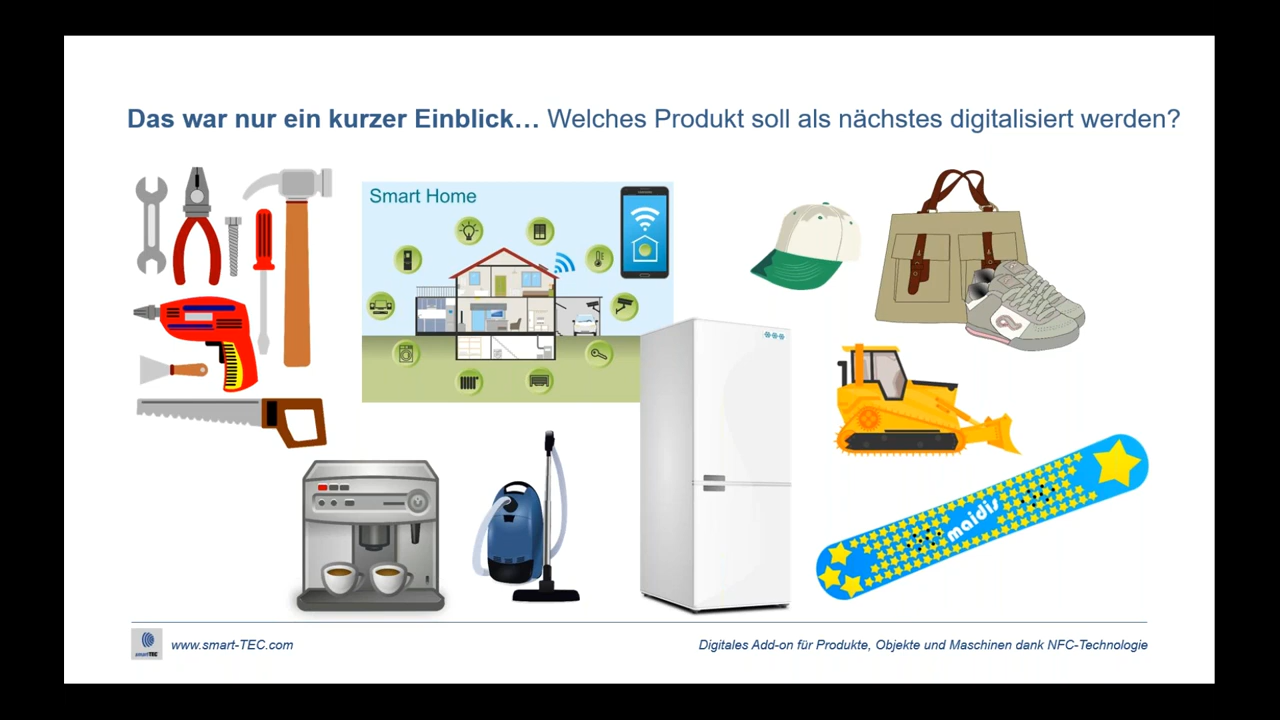 Das war nur ein kurzer Einblick… Welches Produkt soll als nächstes digitalisiert werden?
Smart Home
maidis
smartTEC
www.smart-TEC.com
Digitales Add-on für Produkte, Objekte und Maschinen dank NFC-Technologie